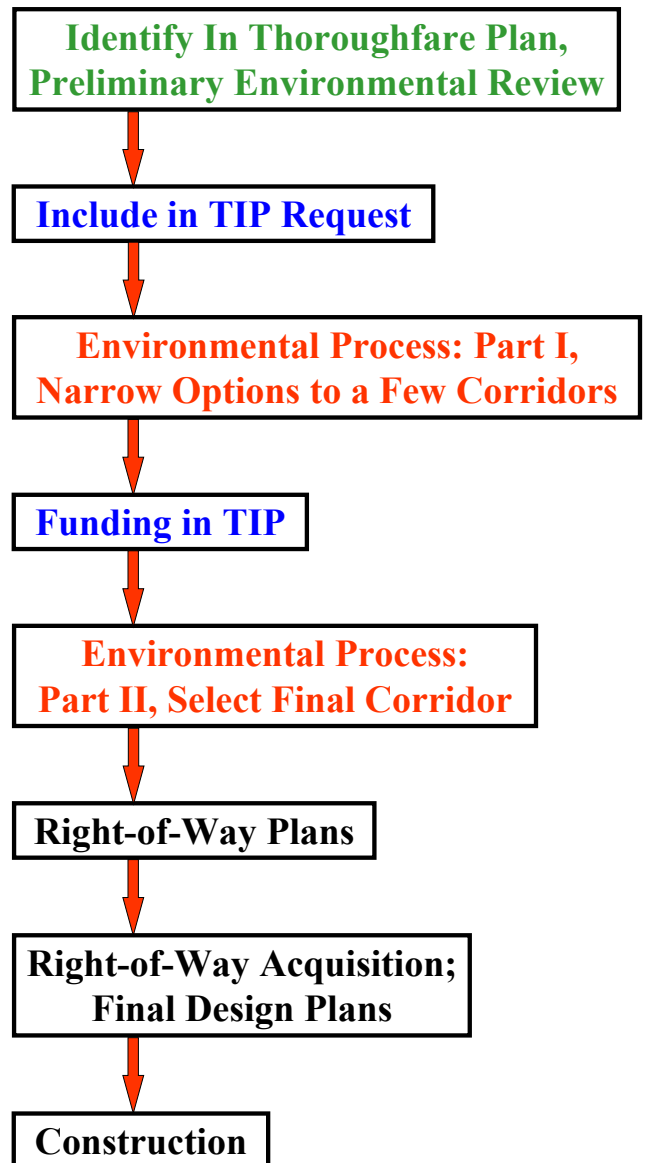 Identify In Thoroughfare Plan,
Preliminary Environmental Review
Include in TIP Request
Environmental Process: Part I,
Narrow Options to a Few Corridors
Funding in TIP
Environmental Process:
Part II, Select Final Corridor
Right-of-Way Plans
Right-of-Way Acquisition;
Final Design Plans
Construction